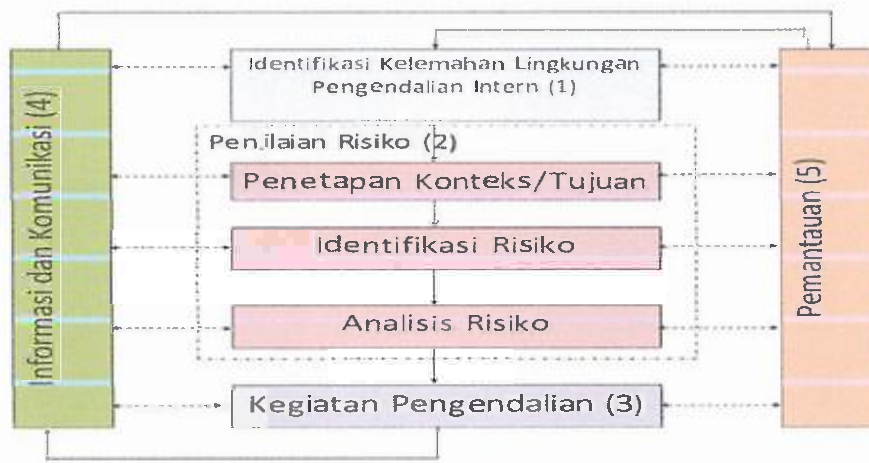 Identifikasi Kelemahan Lingkungan
Pengendalian Intern (1)
Penilaian Risiko (2)
Penetapan Konteks/Tujuan
Identifikasi Risiko
Analisis Risiko
Kegiatan Pengendalian (3)
Informasi dan Komunikasi (4)
Pemantauan (5)